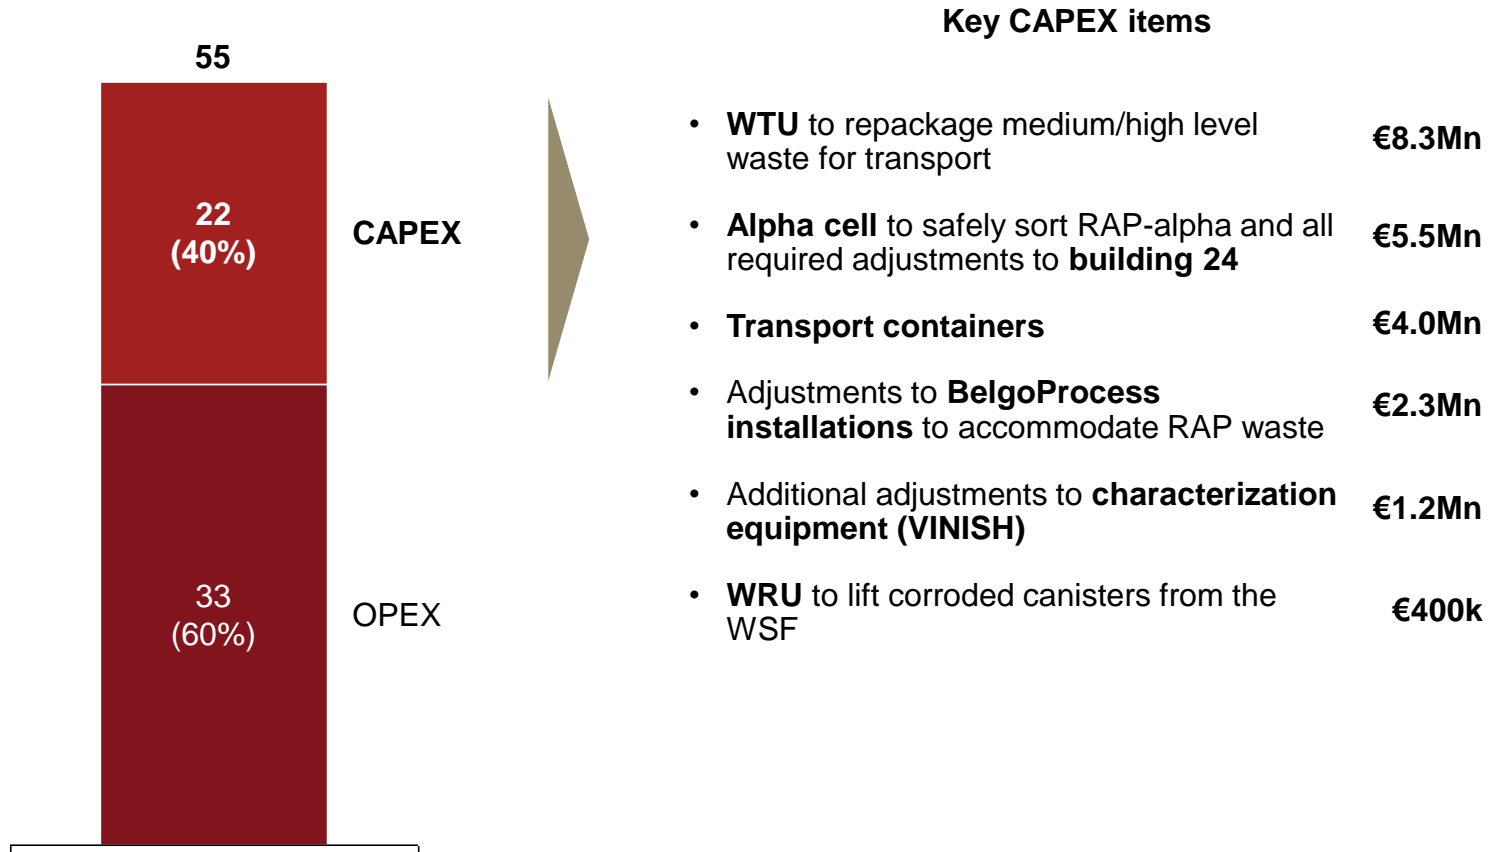 Key CAPEX items
55
22
(40%)
CAPEX
33
(60%)
OPEX
• WTU to repackage medium/high level
waste for transport
€8.3Mn
• Alpha cell to safely sort RAP-alpha and all
required adjustments to building 24
€5.5Mn
• Transport containers
€4.0Mn
• Adjustments to BelgoProcess
installations to accommodate RAP waste
€2.3Mn
• Additional adjustments to characterization
equipment (VINISH)
€1.2Mn
• WRU to lift corroded canisters from the
WSF
€400k